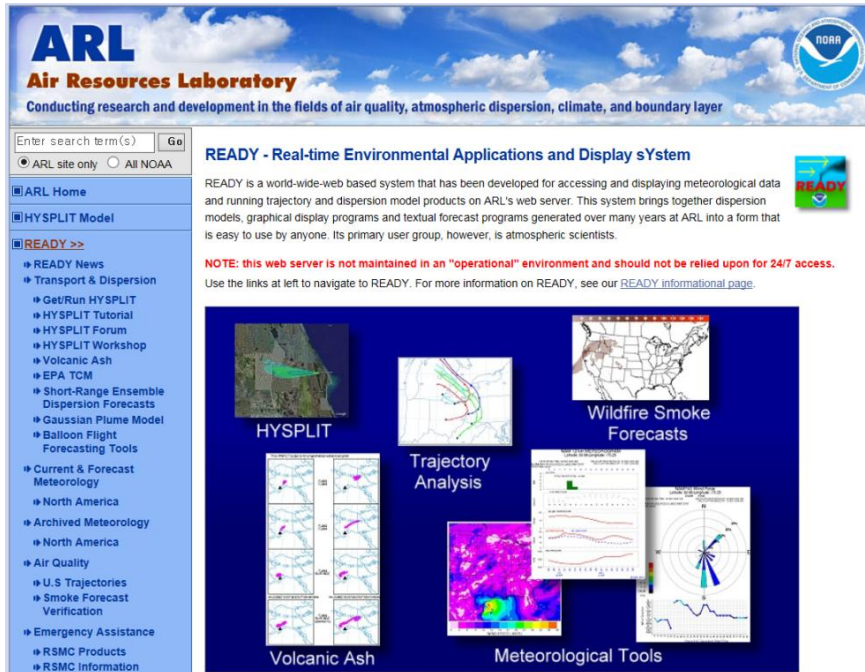 ARL
Air Resources Laboratory
Conducting research and development in the fields of air quality, atmospheric dispersion, climate, and boundary layer
NOAA
Enter search term(s) Go
ARL site only All NOAA
ARL Home
HYSPLIT Model
READY >>
READY News
Transport & Dispersion
Get/Run HYSPLIT
HYSPLIT Tutorial
HYSPLIT Forum
HYSPLIT Workshop
Volcanic Ash
EPA TCM
Short-Range Ensemble
Dispersion Forecasts
Gaussian Plume Model
Balloon Flight
Forecasting Tools
Current & Forecast
Meteorology
North America
Archived Meteorology
North America
Air Quality
U.S Trajectories
Smoke Forecast
Verification
Emergency Assistance
RSMC Products
RSMC Information
READY - Real-time Environmental Applications and Display sYstem
READY is a world-wide-web based system that has been developed for accessing and displaying meteorological data
and running trajectory and dispersion model products on ARL's web server. This system brings together dispersion
models, graphical display programs and textual forecast programs generated over many years at ARL into a form that
is easy to use by anyone. Its primary user group, however, is atmospheric scientists.
READY
NOTE: this web server is not maintained in an "operational" environment and should not be relied upon for 24/7 access.
Use the links at left to navigate to READY. For more information on READY, see our READY informational page.
HYSPLIT
Trajectory
Analysis
Wildfire Smoke
Forecasts
Volcanic Ash
Meteorological Tools
N
W
E
S